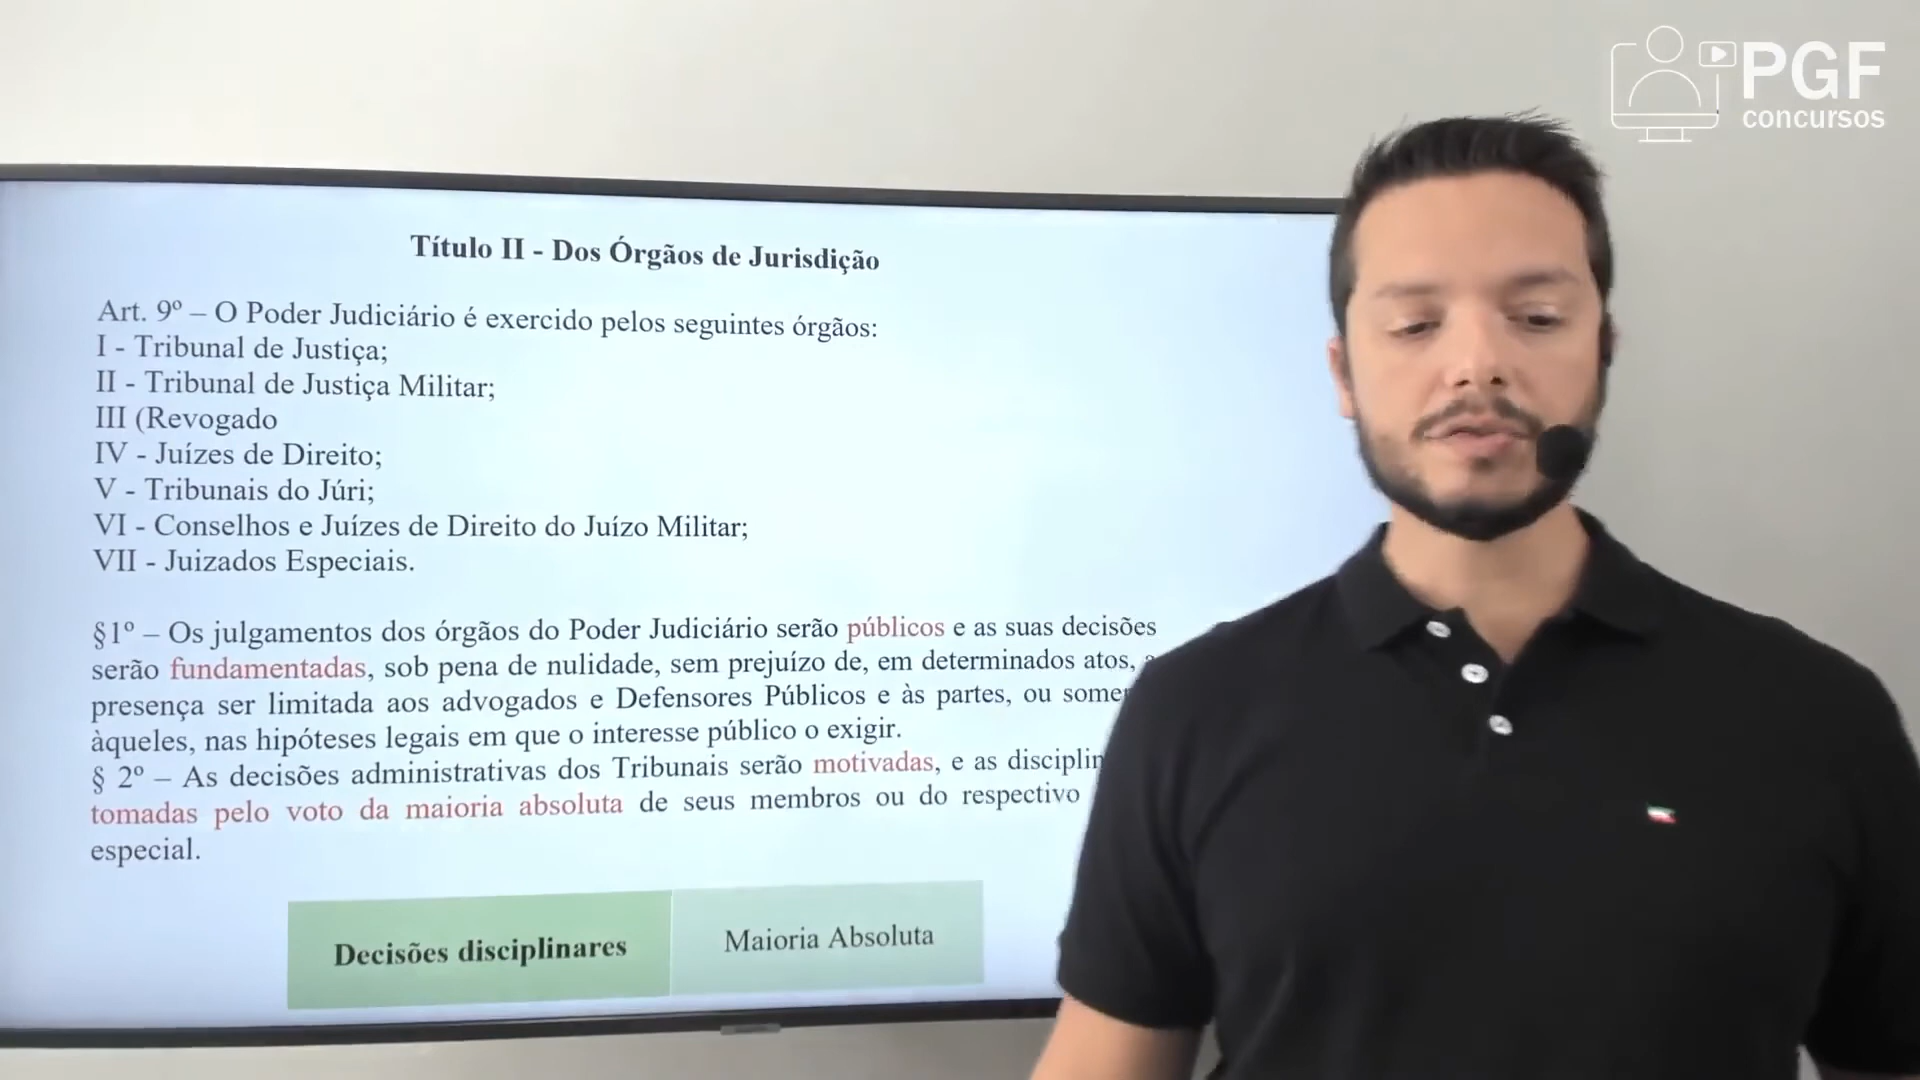 PGF
concursos
Título II - Dos Órgãos de Jurisdição
Art. 9º – O Poder Judiciário é exercido pelos seguintes órgãos:
I - Tribunal de Justiça;
II - Tribunal de Justiça Militar;
III (Revogado
IV - Juízes de Direito;
V - Tribunais do Júri;
VI - Conselhos e Juízes de Direito do Juízo Militar;
VII - Juizados Especiais.
§1º – Os julgamentos dos órgãos do Poder Judiciário serão públicos e as suas decisões
serão fundamentadas, sob pena de nulidade, sem prejuízo de, em determinados atos,
presença ser limitada aos advogados e Defensores Públicos e às partes, ou
àqueles, nas hipóteses legais em que o interesse público o exigir.
§ 2º – As decisões administrativas dos Tribunais serão motivadas, e as
tomadas pelo voto da maioria absoluta de seus membros ou do respectivo
especial.
Decisões disciplinares
Maioria Absoluta